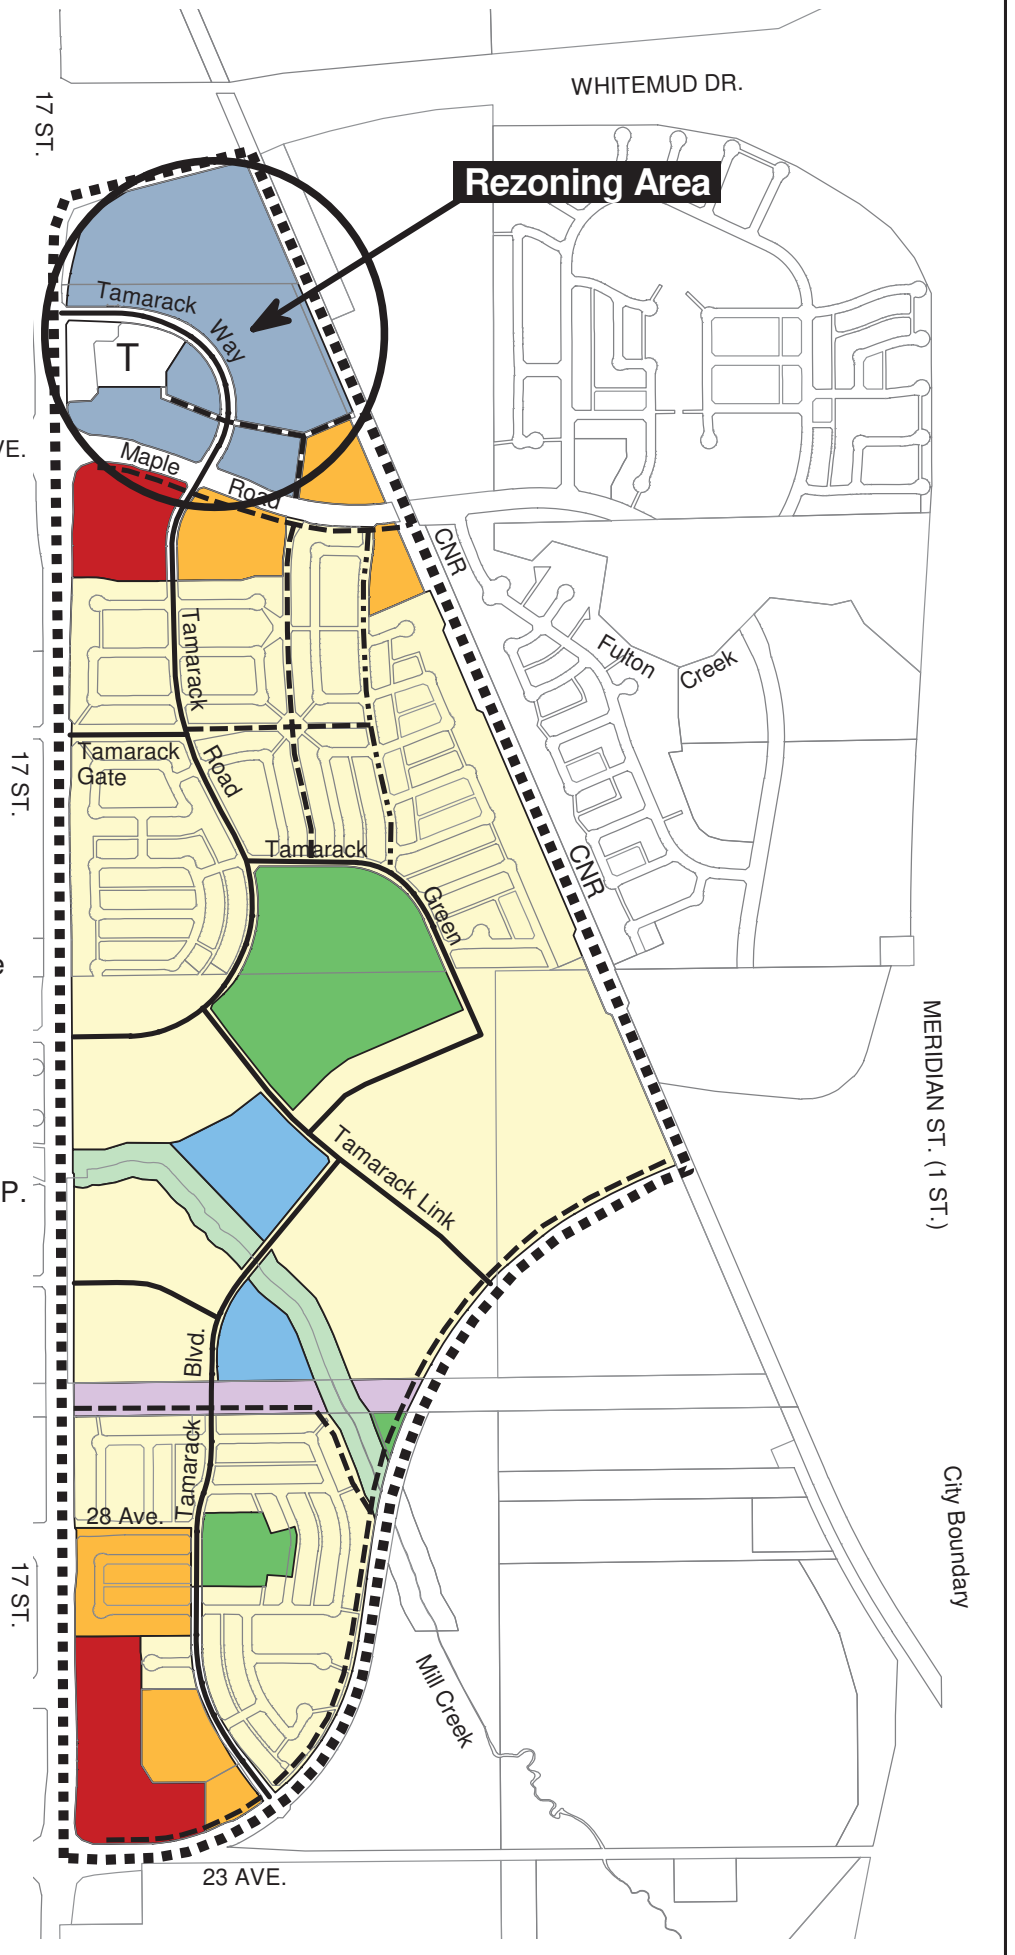 WHITEMUD DR.
17 ST.
Rezoning Area
Tamarack
Way
T
VE.
Maple
Road
CNR
Fulton
Creek
Tamarack
Road
Tamarack
Gate
17 ST.
Tamarack
Green
CNR
e
MERIDIAN ST. (1 ST.)
P.
Tamarack Link
Blvd.
Tamarack
28 Ave.
City Boundary
17 ST.
Mill Creek
23 AVE.